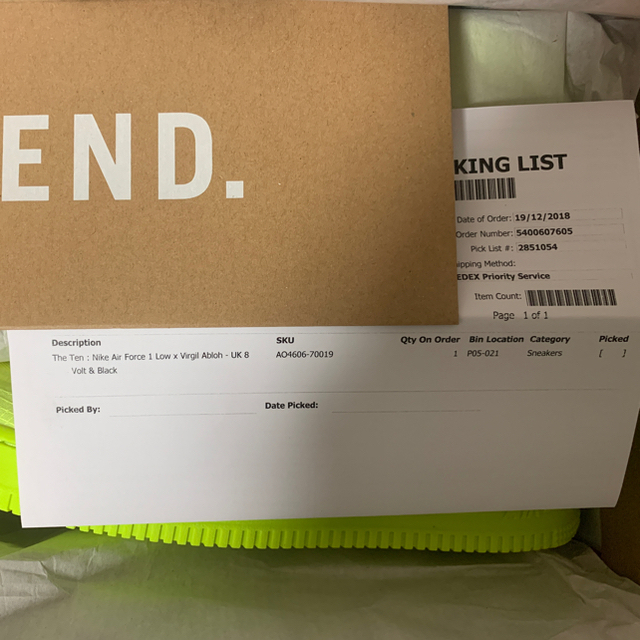 END.
KING LIST
Date of Order: 19/12/2018
Order Number: 5400607605
Pick List #: 2851054
ipping Method:
EDEX Priority Service
Item Count:
Page 1 of 1
Description SKU Qty On Order Bin Location Category Picked
The Ten : Nike Air Force 1 Low x Virgil Abloh - UK 8 AO4606-70019 1 P05-021 Sneakers [ ]
Volt & Black
Picked By: Date Picked: